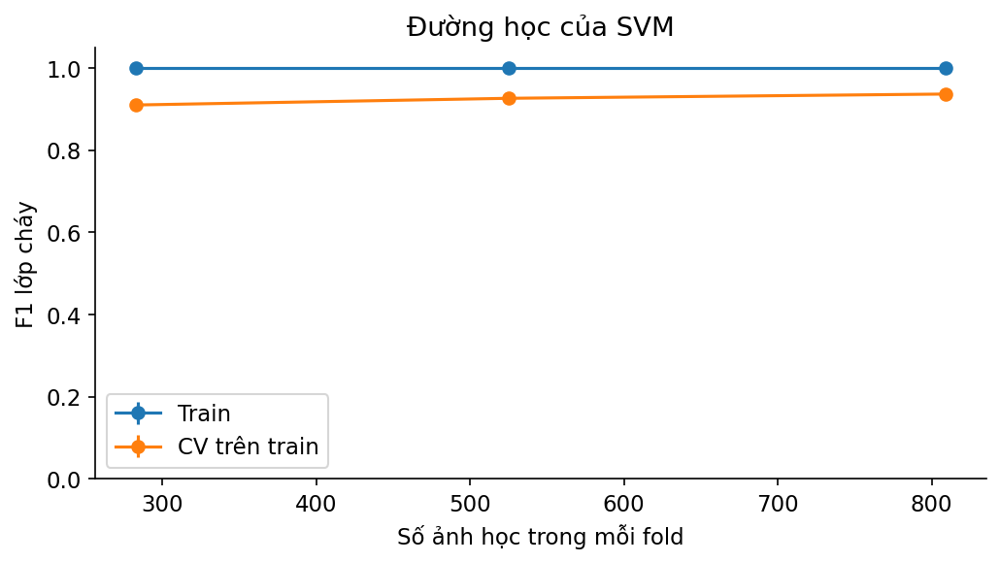 Đường học của SVM
F1 lớp cháy
1.0
0.8
0.6
0.4
0.2
0.0
Train
CV trên train
300 400 500 600 700 800
Số ảnh học trong mỗi fold